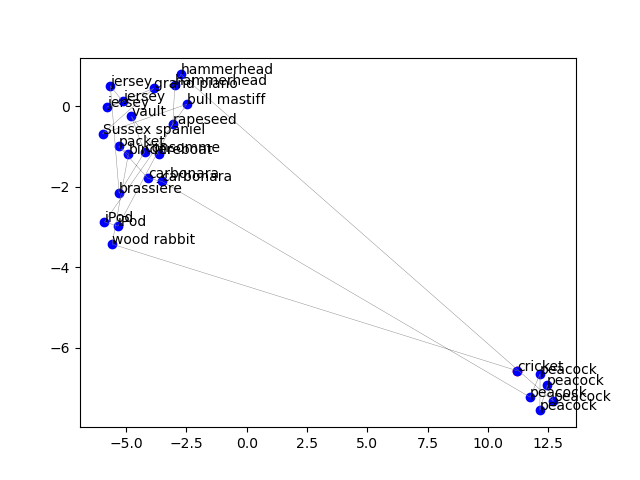 hammerhead
hammerhead
jersey
grand piano
jersey
jersey
bull mastiff
vault
rapeseed
Sussex spaniel
packet
consomme
fireboat
carbonara
carbonara
brassiere
iPod
iPod
wood rabbit
cricket
peacock
peacock
peacock
peacock
peacock
0
−2
−4
−6
−5.0 −2.5 0.0 2.5 5.0 7.5 10.0 12.5